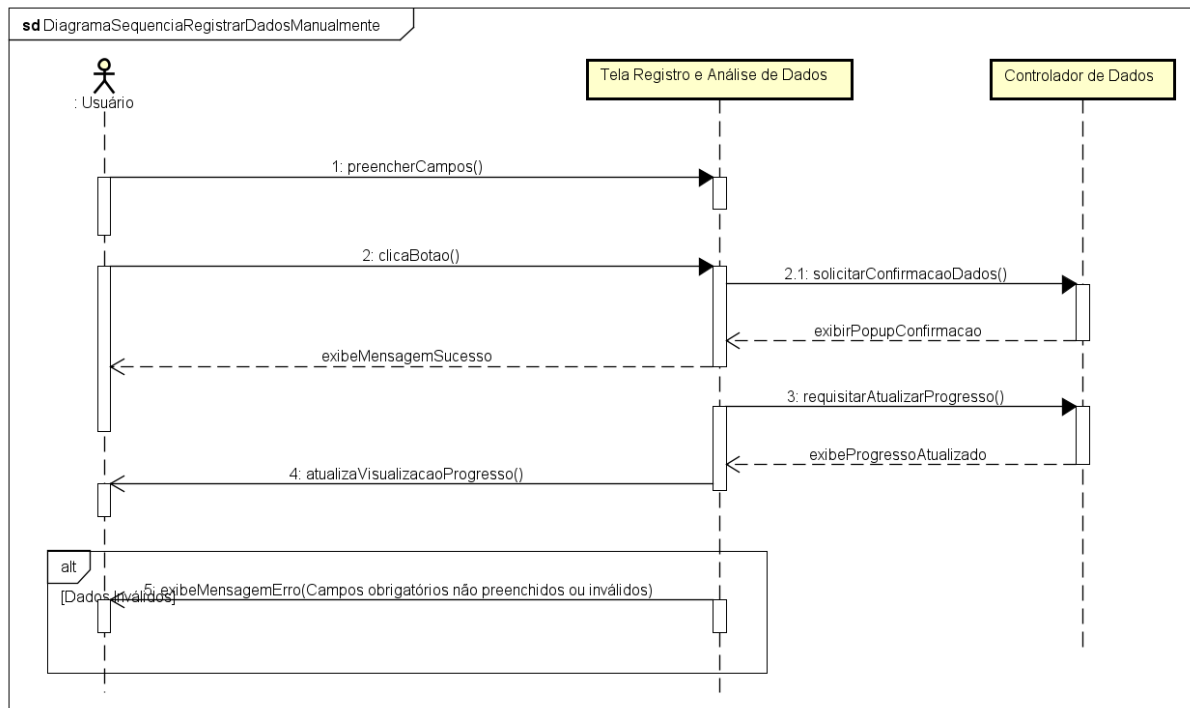 sd DiagramaSequenciaRegistrarDadosManualmente
: Usuário
Tela Registro e Análise de Dados
Controlador de Dados
1: preencherCampos()
2: clicaBotao()
2.1: solicitarConfirmacaoDados()
exibirPopupConfirmacao
exibeMensagemSucesso
3: requisitarAtualizarProgresso()
exibeProgressoAtualizado
4: atualizaVisualizacaoProgresso()
alt
5: exibeMensagemErro(Campos obrigatórios não preenchidos ou inválidos)
[Dados Inválidos]